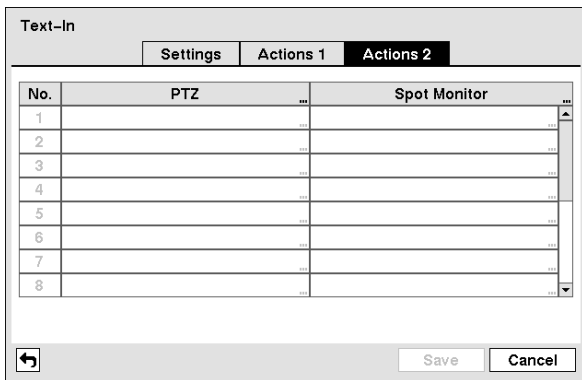 Text-In
Settings Actions 1 Actions 2
No. PTZ ... Spot Monitor ...
1 ... ...
2 ... ...
3 ... ...
4 ... ...
5 ... ...
6 ... ...
7 ... ...
8 ... ...
Save Cancel